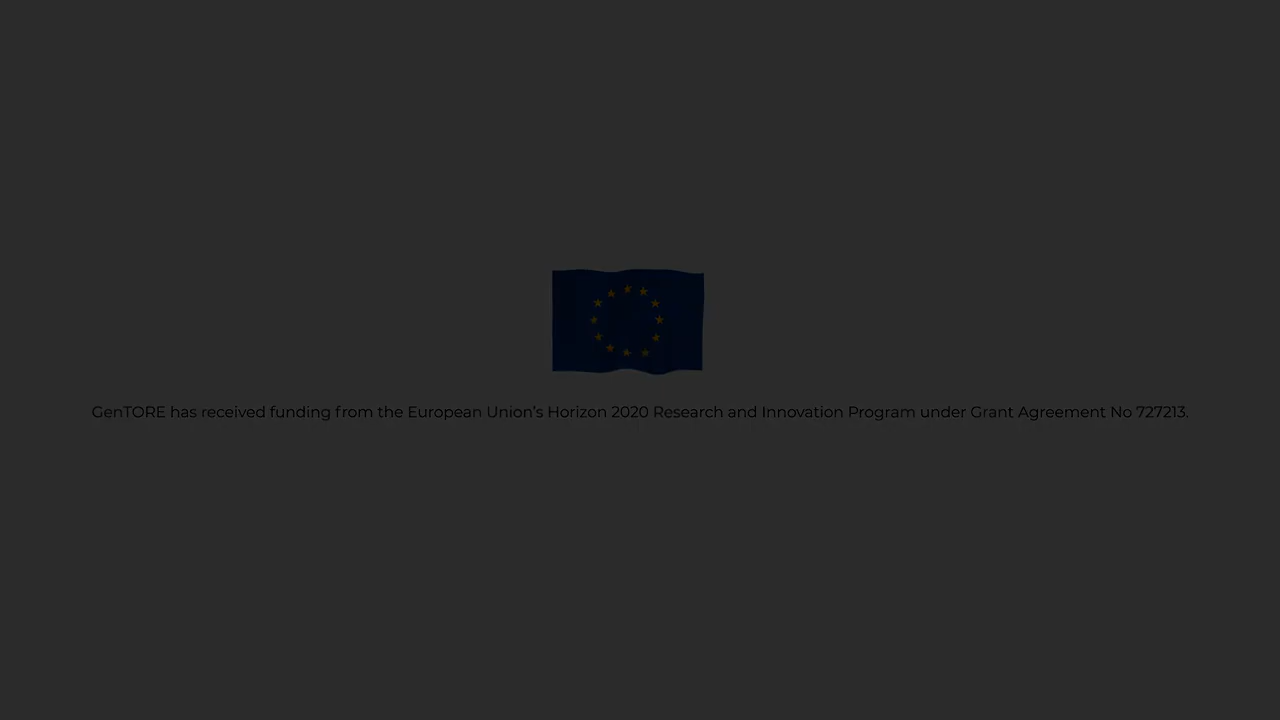 GenTORE has received funding from the European Union's Horizon 2020 Research and Innovation Program under Grant Agreement No 727213.